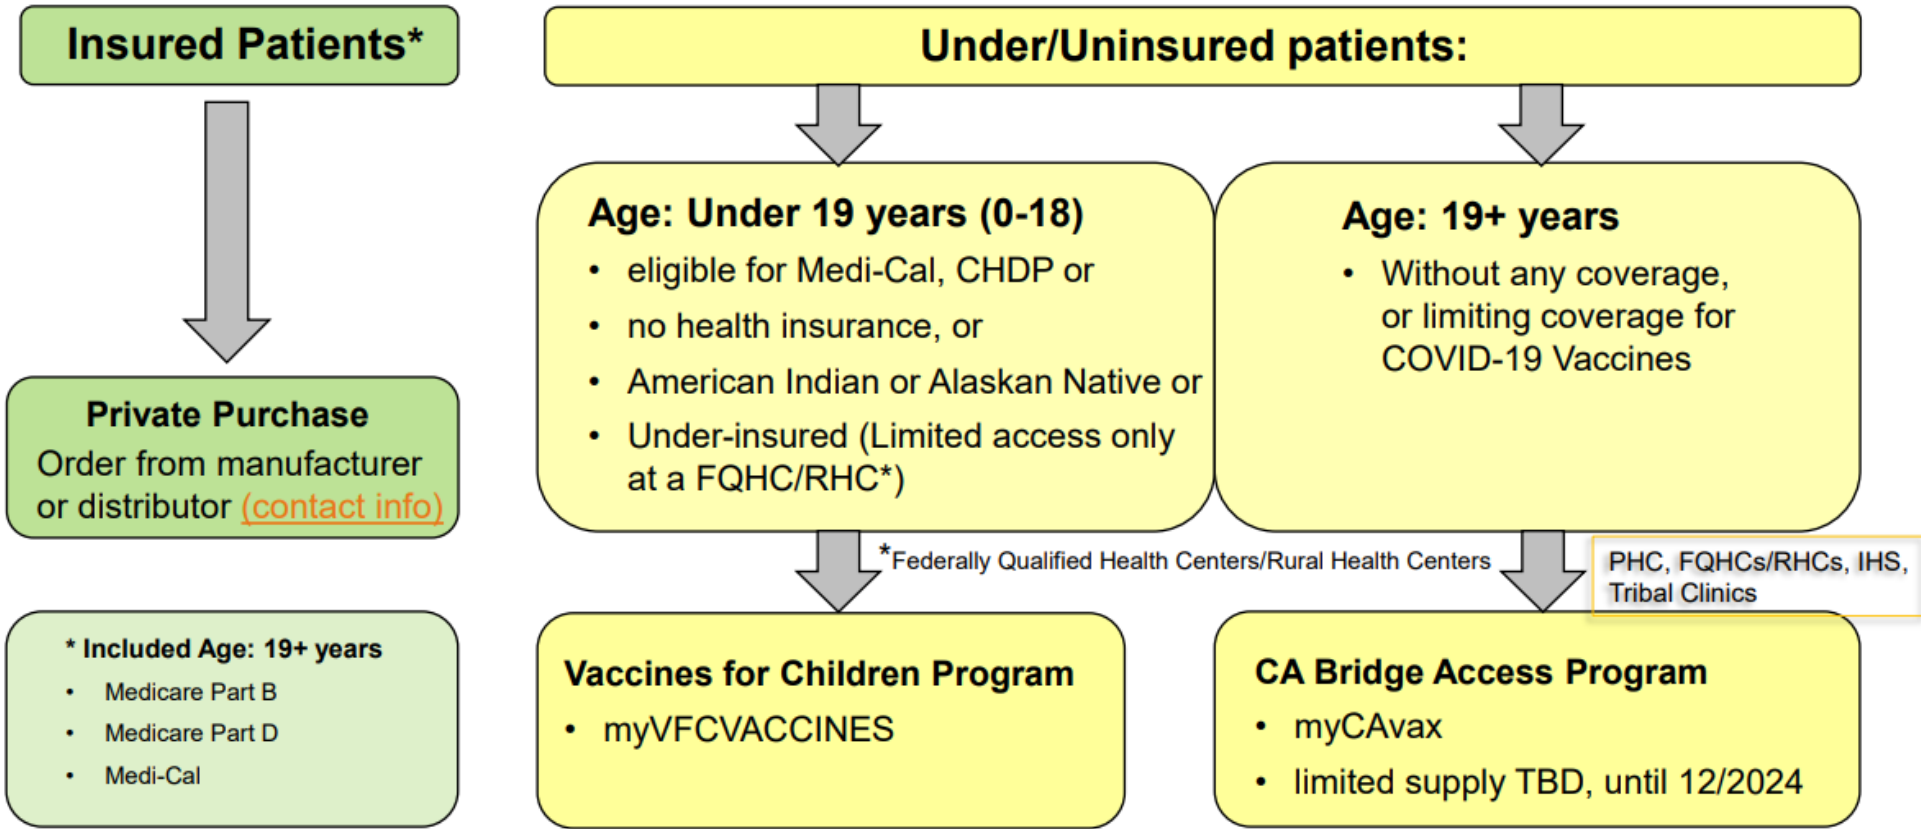 Insured Patients*
Private Purchase
Order from manufacturer
or distributor (contact info)
* Included Age: 19+ years
• Medicare Part B
• Medicare Part D
• Medi-Cal
Under/Uninsured patients:
Age: Under 19 years (0-18)
• eligible for Medi-Cal, CHDP or
• no health insurance, or
• American Indian or Alaskan Native or
• Under-insured (Limited access only
at a FQHC/RHC*)
*Federally Qualified Health Centers/Rural Health Centers
Vaccines for Children Program
• myVFCVACCINES
Age: 19+ years
• Without any coverage,
or limiting coverage for
COVID-19 Vaccines
PHC, FQHCs/RHCs, IHS,
Tribal Clinics
CA Bridge Access Program
• myCAvax
• limited supply TBD, until 12/2024